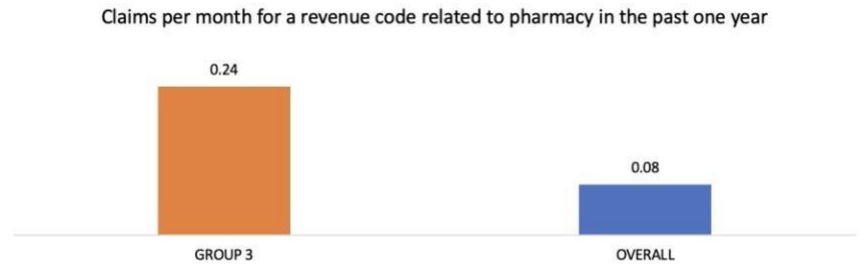 Claims per month for a revenue code related to pharmacy in the past one year
0.24
0.08
GROUP 3
OVERALL